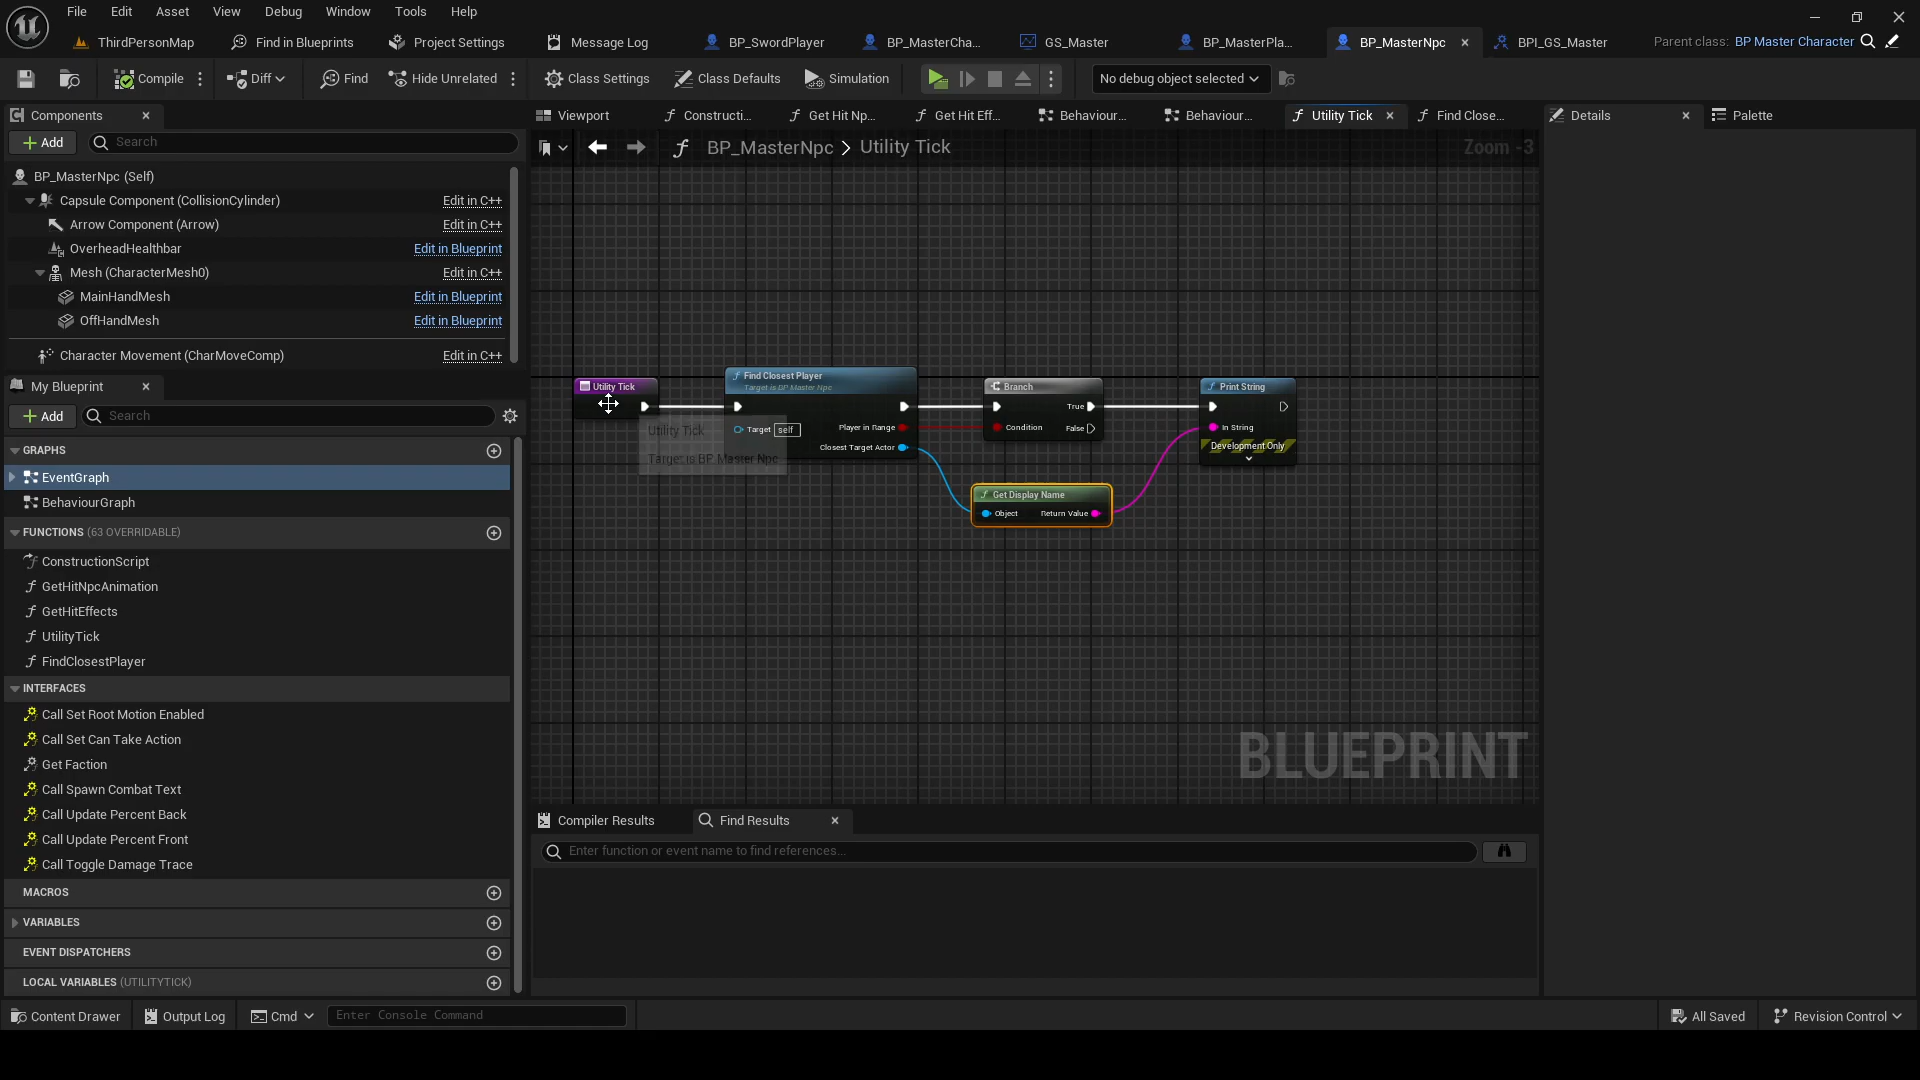 File Edit Asset View Debug Window Tools Help
ThirdPersonMap Find in Blueprints Project Settings Message Log BP_SwordPlayer BP_MasterCha... GS_Master BP_MasterPla... BP_MasterNpc BPI_GS_Master Parent class: BP Master Character
Compile Diff Find Hide Unrelated Class Settings Class Defaults Simulation No debug object selected
Components Viewport Constructi... Get Hit Np... Get Hit Eff... Behaviour... Behaviour... Utility Tick Find Close... Details Palette
Add Search
BP_MasterNpc > Utility Tick Zoom -3
BP_MasterNpc (Self)
Capsule Component (CollisionCylinder) Edit in C++
Arrow Component (Arrow) Edit in C++
OverheadHealthbar Edit in Blueprint
Mesh (CharacterMesh0) Edit in C++
MainHandMesh Edit in Blueprint
OffHandMesh Edit in Blueprint
Character Movement (CharMoveComp) Edit in C++
My Blueprint
Add Search
GRAPHS
EventGraph
BehaviourGraph
FUNCTIONS (63 OVERRIDABLE)
ConstructionScript
GetHitNpcAnimation
GetHitEffects
UtilityTick
FindClosestPlayer
INTERFACES
Call Set Root Motion Enabled
Call Set Can Take Action
Get Faction
Call Spawn Combat Text
Call Update Percent Back
Call Update Percent Front
Call Toggle Damage Trace
MACROS
VARIABLES
EVENT DISPATCHERS
LOCAL VARIABLES (UTILITYTICK)
Utility Tick
Utility Tick
Target is BP Master Npc
Find Closest Player
Target is BP Master Npc
Target self Player in Range
Closest Target Actor
Branch
True
Condition False
Get Display Name
Object Return Value
Print String
In String
Development Only
BLUEPRINT
Compiler Results Find Results
Enter function or event name to find references...
Content Drawer Output Log Cmd Enter Console Command All Saved Revision Control